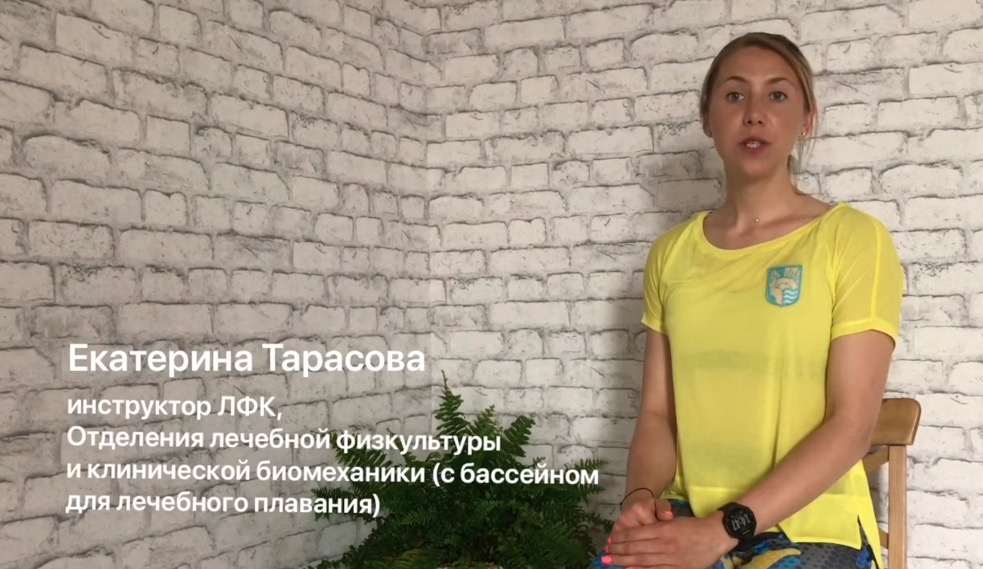 Екатерина Тарасова
инструктор ЛФК,
Отделения лечебной физкультуры
и клинической биомеханики (с бассейном
для лечебного плавания)